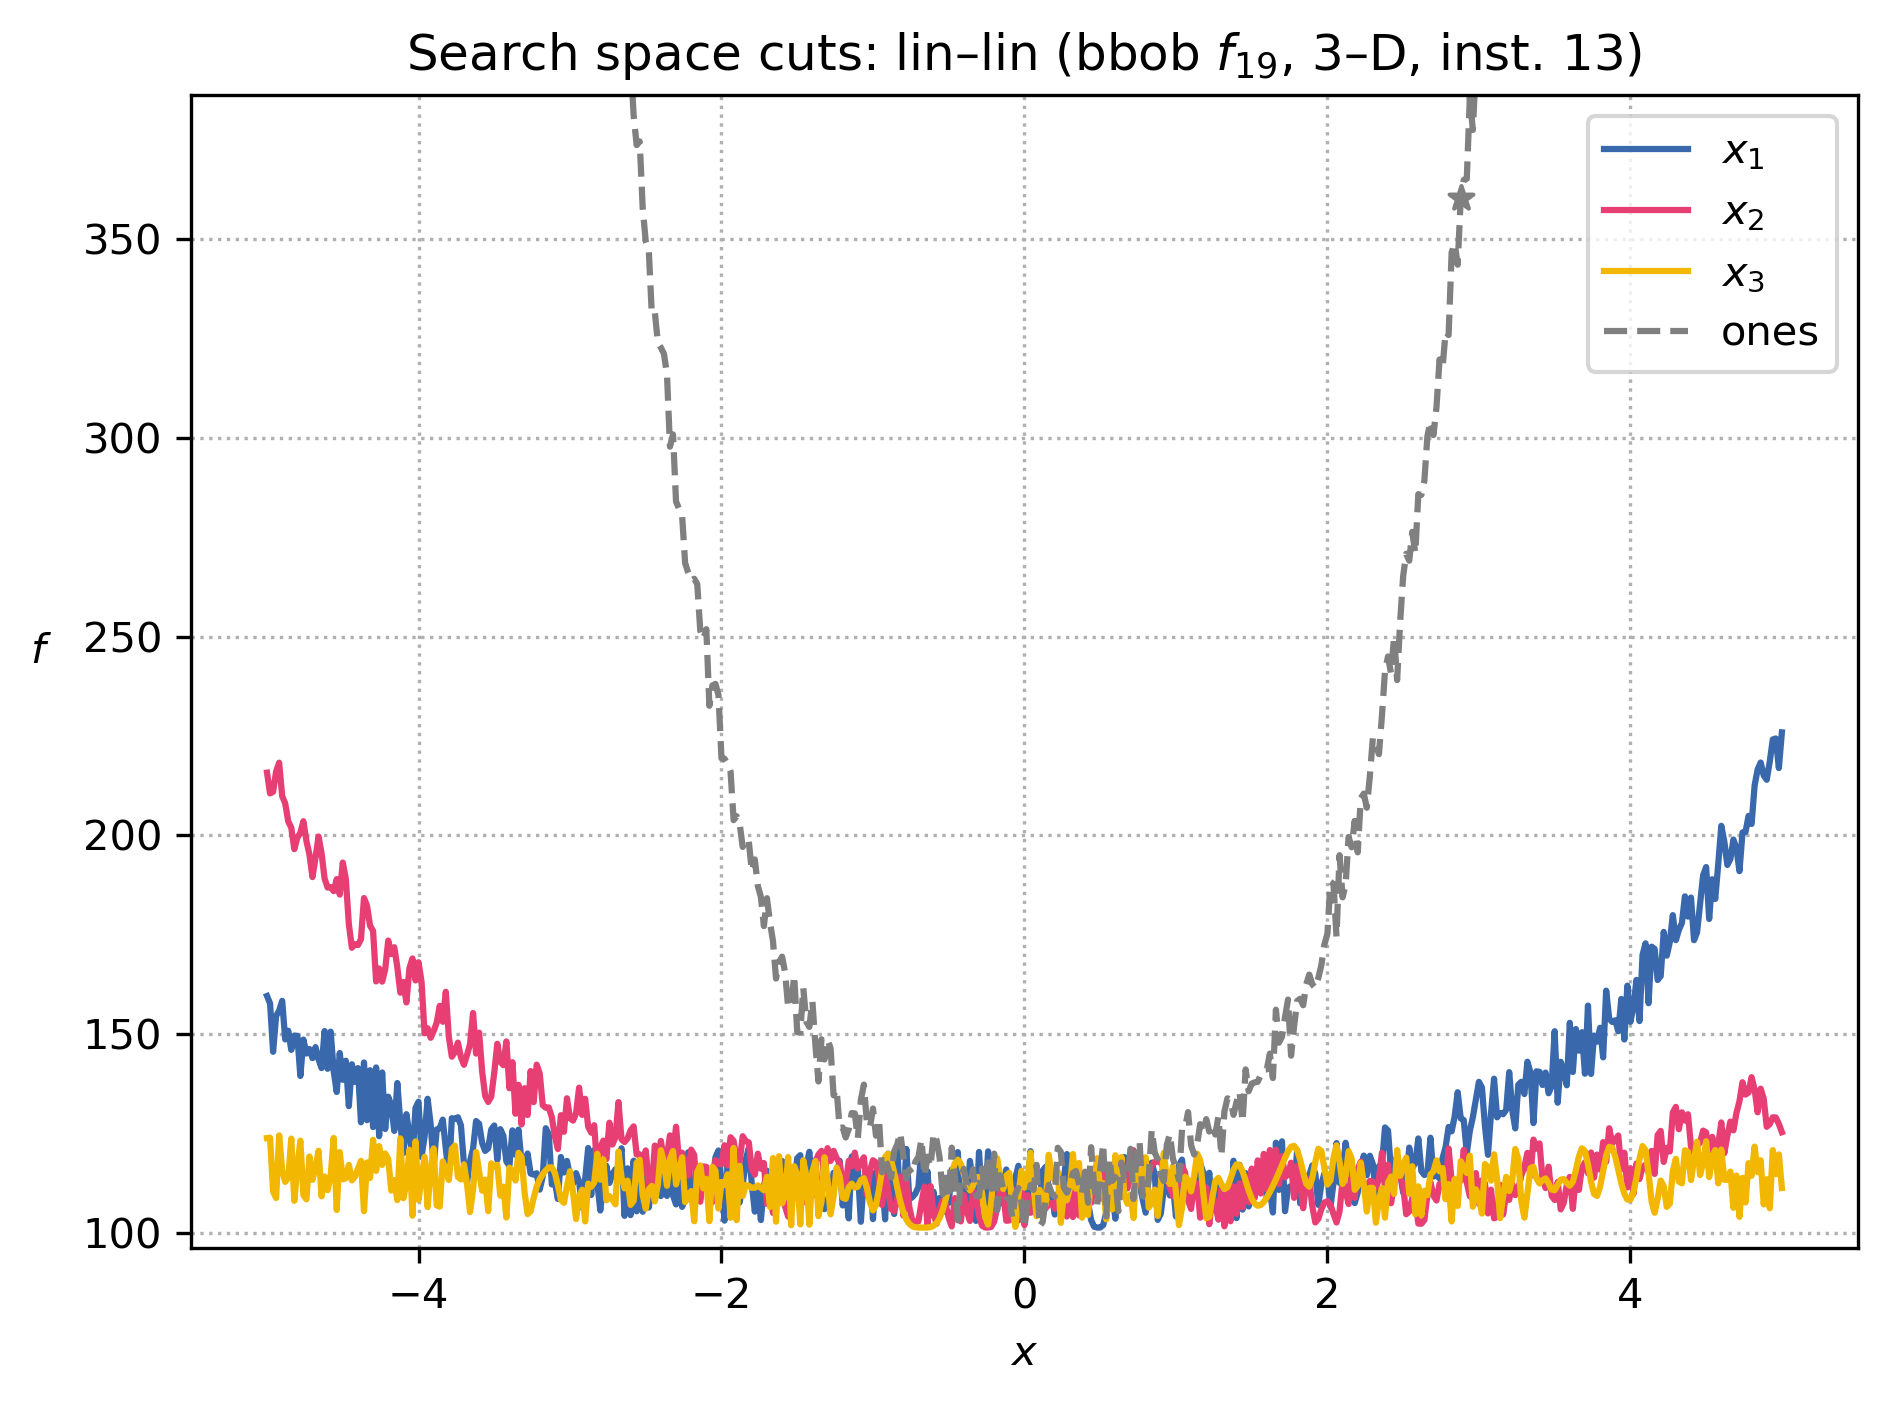 Search space cuts: lin–lin (bbob f19, 3–D, inst. 13)
x1
x2
x3
ones
350
300
250
200
150
100
f
−4
−2
0
2
4
x